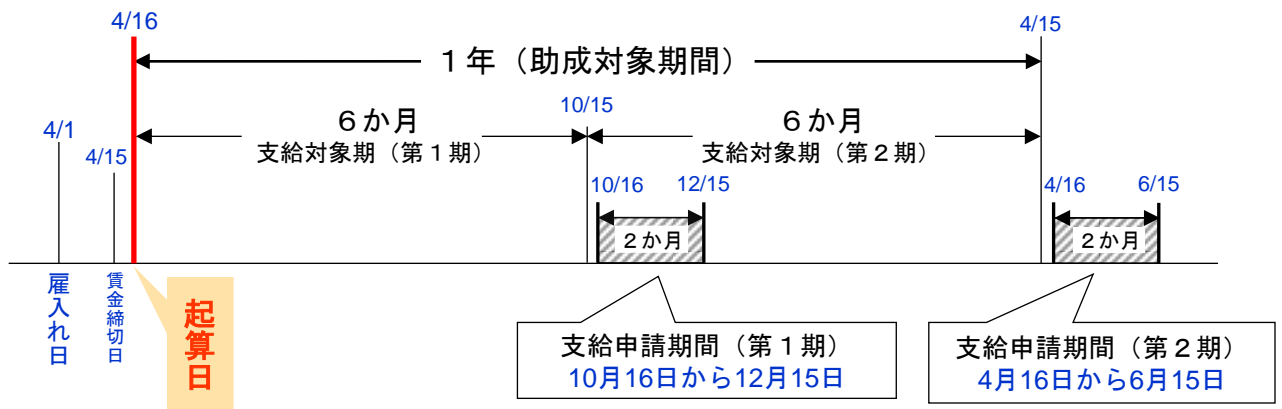 4/16
4/15
１年（助成対象期間）
10/15
4/1
4/15
６か月
支給対象期（第１期）
６か月
支給対象期（第２期）
10/16
12/15
4/16
6/15
２か月
２か月
雇入れ日
賃金締切日
起算日
支給申請期間（第１期）
10月16日から12月15日
支給申請期間（第２期）
4月16日から6月15日